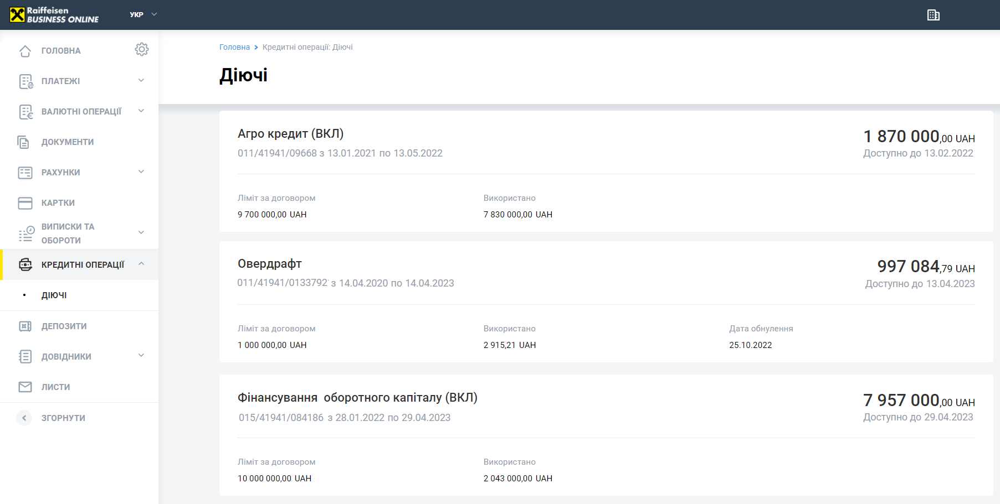 Raiffeisen
BUSINESS ONLINE
УКР
ГОЛОВНА
ПЛАТЕЖІ
ВАЛЮТНІ ОПЕРАЦІЇ
ДОКУМЕНТИ
РАХУНКИ
КАРТКИ
ВИПИСКИ ТА
ОБОРОТИ
КРЕДИТНІ ОПЕРАЦІЇ
ДІЮЧІ
ДЕПОЗИТИ
ДОВІДНИКИ
ЛИСТИ
ЗГОРНУТИ
Головна > Кредитні операції: Діючі
Діючі
Агро кредит (ВКЛ)
1 870 000,00 UAH
011/41941/09668 з 13.01.2021 по 13.05.2022
Доступно до 13.02.2022
Ліміт за договором
Використано
9 700 000,00 UAH
7 830 000,00 UAH
Овердрафт
997 084,79 UAH
011/41941/0133792 з 14.04.2020 по 14.04.2023
Доступно до 13.04.2023
Ліміт за договором
Використано
Дата обнулення
1 000 000,00 UAH
2 915,21 UAH
25.10.2022
Фінансування оборотного капіталу (ВКЛ)
7 957 000,00 UAH
015/41941/084186 з 28.01.2022 по 29.04.2023
Доступно до 29.04.2023
Ліміт за договором
Використано
10 000 000,00 UAH
2 043 000,00 UAH